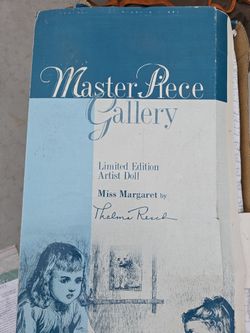 Master Piece
Gallery
Limited Edition
Artist Doll
Miss Margaret by
Thelma Resch